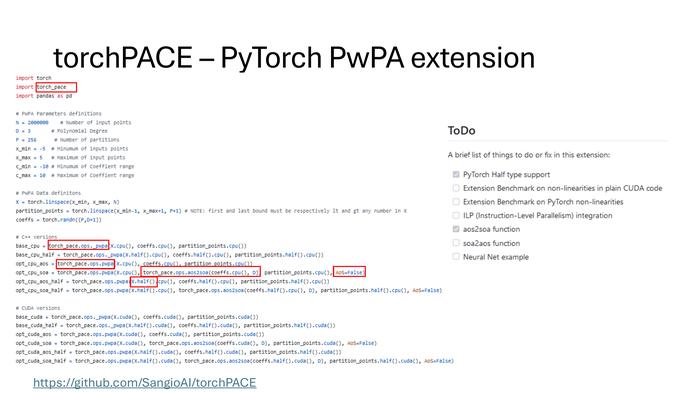 torchPACE – PyTorch PwPA extension
import torch
import torch_pace
import pandas as pd
# PwPA Parameters definitions
N = 2000000 # Number of input points
D = 3 # Polynomial Degree
P = 256 # Number of partitions
x_min = -5 # Minumum of inputs points
x_max = 5 # Maximum of input points
c_min = -10 # Minimum of Coeffient range
c_max = 10 # Maximum of Coeffient range
# PwPA Data definitons
X = torch.linspace(x_min, x_max, N)
partition_points = torch.linspace(x_min-1, x_max+1, P+1) # NOTE: first and last bound must be respectively lt and gt any number in X
coeffs = torch.randn((P,D+1))
# C++ versions
base_cpu = torch_pace.ops._pwpa(X.cpu(), coeffs.cpu(), partition_points.cpu())
base_cpu_half = torch_pace.ops._pwpa(X.half().cpu(), coeffs.half().cpu(), partition_points.half().cpu())
opt_cpu_aos = torch_pace.ops.pwpa(X.cpu(), coeffs.cpu(), partition_points.cpu())
opt_cpu_soa = torch_pace.ops.pwpa(X.cpu(), torch_pace.ops.aos2soa(coeffs.cpu(), D), partition_points.cpu(), AoS=False)
opt_cpu_aos_half = torch_pace.ops.pwpa(X.half().cpu(), coeffs.half().cpu(), partition_points.half().cpu())
opt_cpu_soa_half = torch_pace.ops.pwpa(X.half().cpu(), torch_pace.ops.aos2soa(coeffs.half().cpu(), D), partition_points.half().cpu(), AoS=False)
# CUDA versions
base_cuda = torch_pace.ops._pwpa(X.cuda(), coeffs.cuda(), partition_points.cuda())
base_cuda_half = torch_pace.ops._pwpa(X.half().cuda(), coeffs.half().cuda(), partition_points.half().cuda())
opt_cuda_aos = torch_pace.ops.pwpa(X.cuda(), coeffs.cuda(), partition_points.cuda())
opt_cuda_soa = torch_pace.ops.pwpa(X.cuda(), torch_pace.ops.aos2soa(coeffs.cuda(), D), partition_points.cuda(), AoS=False)
opt_cuda_aos_half = torch_pace.ops.pwpa(X.half().cuda(), coeffs.half().cuda(), partition_points.half().cuda())
opt_cuda_soa_half = torch_pace.ops.pwpa(X.half().cuda(), torch_pace.ops.aos2soa(coeffs.half().cuda(), D), partition_points.half().cuda(), AoS=False)
https://github.com/SangioAI/torchPACE
ToDo
A brief list of things to do or fix in this extension:
PyTorch Half type support
Extension Benchmark on non-linearities in plain CUDA code
Extension Benchmark on PyTorch non-linearities
ILP (Instruction-Level Parallelism) integration
aos2soa function
soa2aos function
Neural Net example